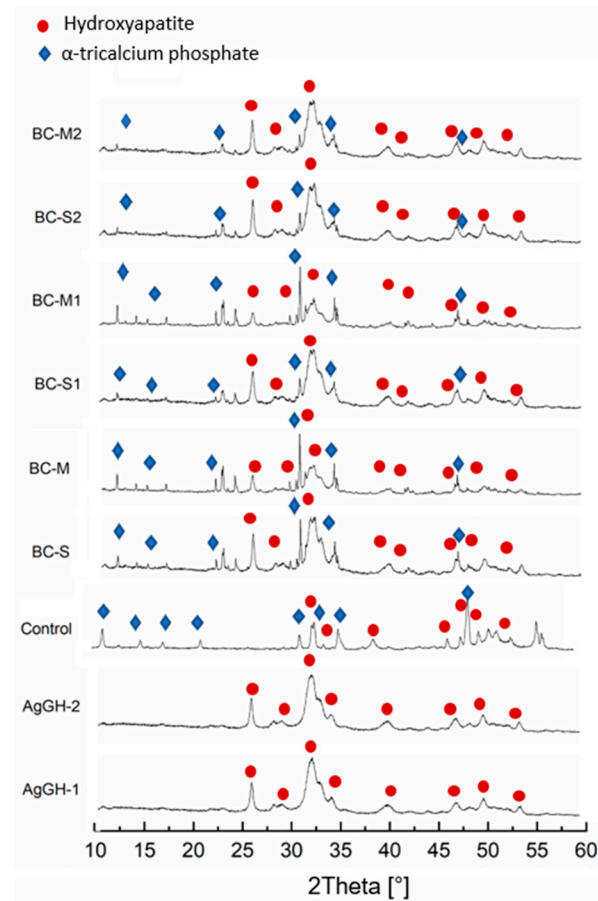 Hydroxyapatite
α-tricalcium phosphate
BC-M2
BC-S2
BC-M1
BC-S1
BC-M
BC-S
Control
AgGH-2
AgGH-1
10 15 20 25 30 35 40 45 50 55 60
2Theta [°]